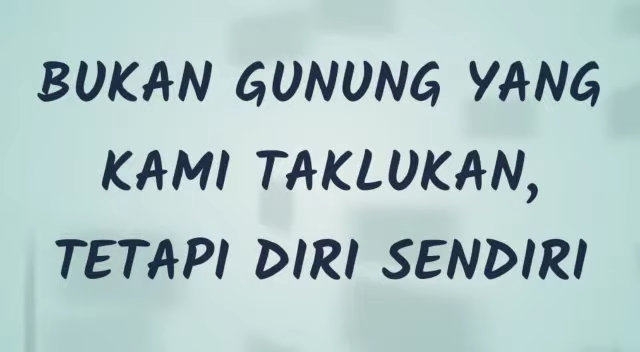 BUKAN GUNUNG YANG
KAMI TAKLUKAN,
TETAPI DIRI SENDIRI